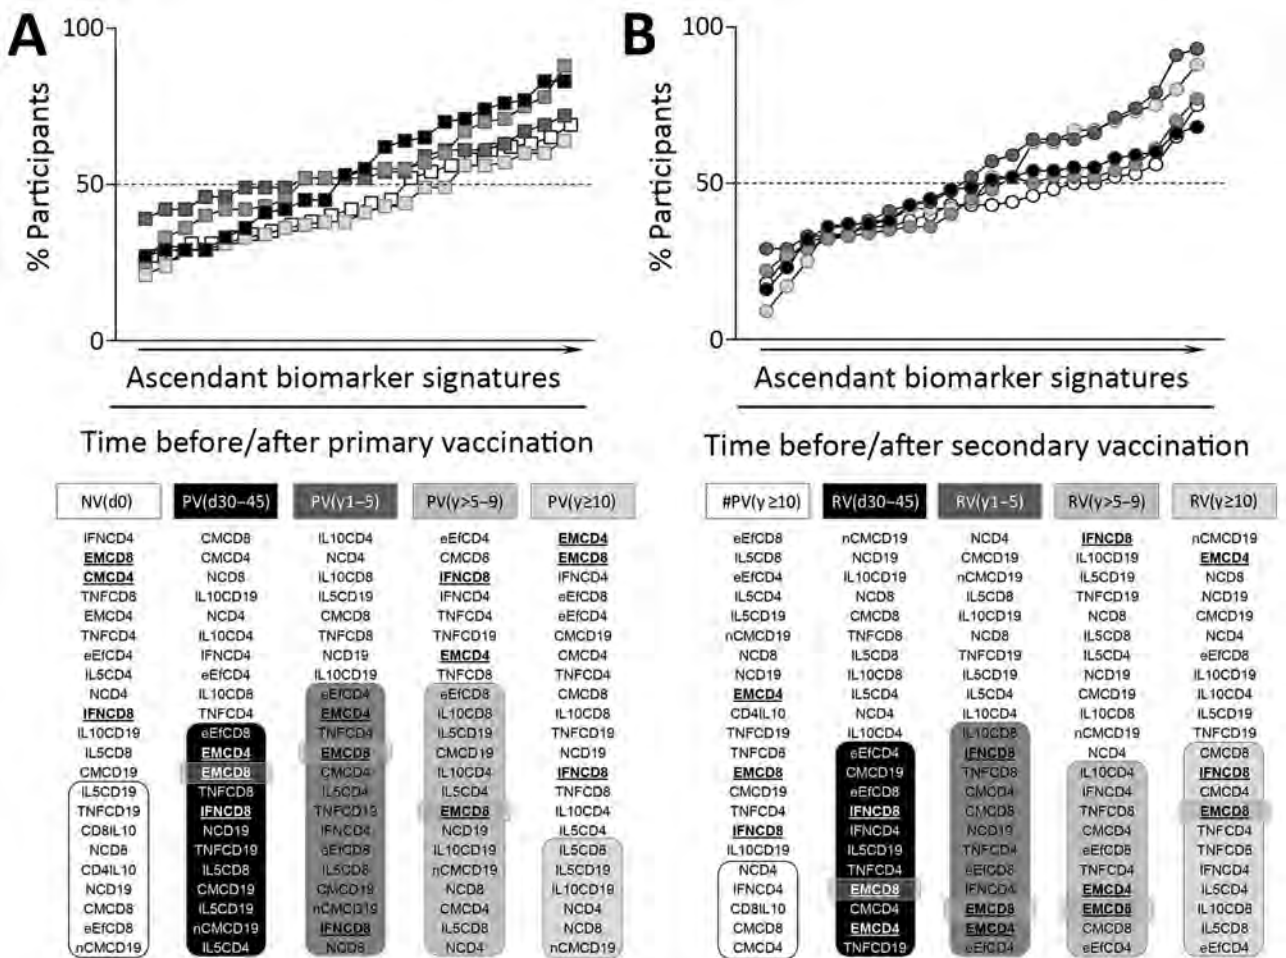 A
100
50
0
% Participants
Ascendant biomarker signatures
Time before/after primary vaccination
NV(d0) PV(d30–45) PV(y1–5) PV(y>5–9) PV(y≥10)
IFNCD4 CMCD8 IL10CD4 eEfCD4 EMCD4
EMCD8 CMCD4 NCD4 CMCD8 EMCD8
CMCD4 NCD8 IL10CD8 IFNCD8 IFNCD4
TNFCD8 IL10CD19 IL5CD19 IFNCD4 eEfCD8
EMCD4 NCD4 CMCD8 TNFCD4 eEfCD4
TNFCD4 IL10CD4 TNFCD8 TNFCD19 CMCD19
eEfCD4 IFNCD4 NCD19 EMCD4 CMCD4
IL5CD4 eEfCD4 IL10CD19 TNFCD8 TNFCD4
NCD4 IL10CD8 eEfCD4 eEfCD8 CMCD8
IFNCD8 TNFCD4 EMCD4 IL10CD8 IL10CD8
IL10CD19 eEfCD8 TNFCD4 IL5CD19 TNFCD19
IL5CD8 EMCD4 EMCD8 CMCD19 NCD19
CMCD19 EMCD8 CMCD4 IL10CD4 IFNCD8
IL5CD19 TNFCD8 IL5CD4 IL5CD4 TNFCD8
TNFCD19 IFNCD8 TNFCD19 EMCD8 IL10CD4
CD8IL10 NCD19 IFNCD4 NCD19 IL5CD4
NCD8 TNFCD19 eEfCD8 IL10CD19 IL5CD8
CD4IL10 IL5CD8 IL5CD8 nCMCD19 IL5CD19
NCD19 CMCD19 CMCD19 NCD8 IL10CD19
CMCD8 IL5CD19 nCMCD19 CMCD4 NCD4
eEfCD8 nCMCD19 IFNCD8 IL5CD8 NCD8
nCMCD19 IL5CD4 NCD8 NCD4 nCMCD19
B
100
50
0
% Participants
Ascendant biomarker signatures
Time before/after secondary vaccination
#PV(y ≥10) RV(d30–45) RV(y1–5) RV(y>5–9) RV(y≥10)
eEfCD8 nCMCD19 NCD4 IFNCD8 nCMCD19
IL5CD8 NCD19 CMCD19 IL10CD19 EMCD4
eEfCD4 IL10CD19 nCMCD19 IL5CD19 NCD8
IL5CD4 NCD8 IL5CD8 TNFCD19 NCD19
IL5CD19 CMCD8 IL10CD19 NCD8 CMCD19
nCMCD19 TNFCD8 NCD8 IL5CD8 NCD4
NCD8 IL5CD8 TNFCD19 IL5CD4 eEfCD8
NCD19 IL10CD8 IL5CD19 NCD19 IL10CD19
EMCD4 IL5CD4 IL5CD4 CMCD19 IL10CD4
CD4IL10 NCD4 IL10CD4 IL10CD8 IL5CD19
TNFCD19 IL10CD4 IL10CD8 nCMCD19 TNFCD19
TNFCD8 eEfCD4 IFNCD8 NCD4 CMCD8
EMCD8 CMCD19 TNFCD8 IL10CD4 IFNCD8
CMCD19 eEfCD8 CMCD4 IFNCD4 CMCD4
TNFCD4 IFNCD8 CMCD8 TNFCD8 EMCD8
IFNCD8 IFNCD4 NCD19 CMCD4 TNFCD4
IL10CD19 IL5CD19 TNFCD4 eEfCD8 TNFCD8
NCD4 TNFCD4 eEfCD8 TNFCD4 IFNCD4
IFNCD4 EMCD8 IFNCD4 EMCD4 IL5CD4
CD8IL10 CMCD4 EMCD8 EMCD8 IL10CD8
CMCD8 EMCD4 EMCD4 CMCD8 IL5CD8
CMCD4 TNFCD19 eEfCD4 eEfCD4 eEfCD4